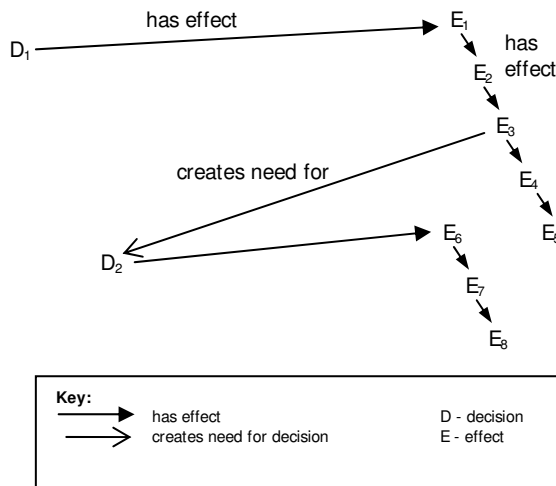 has effect
E1
D1
has
effect
E2
E3
creates need for
E4
E6
E5
D2
E7
E8
Key:
has effect
D - decision
creates need for decision
E - effect